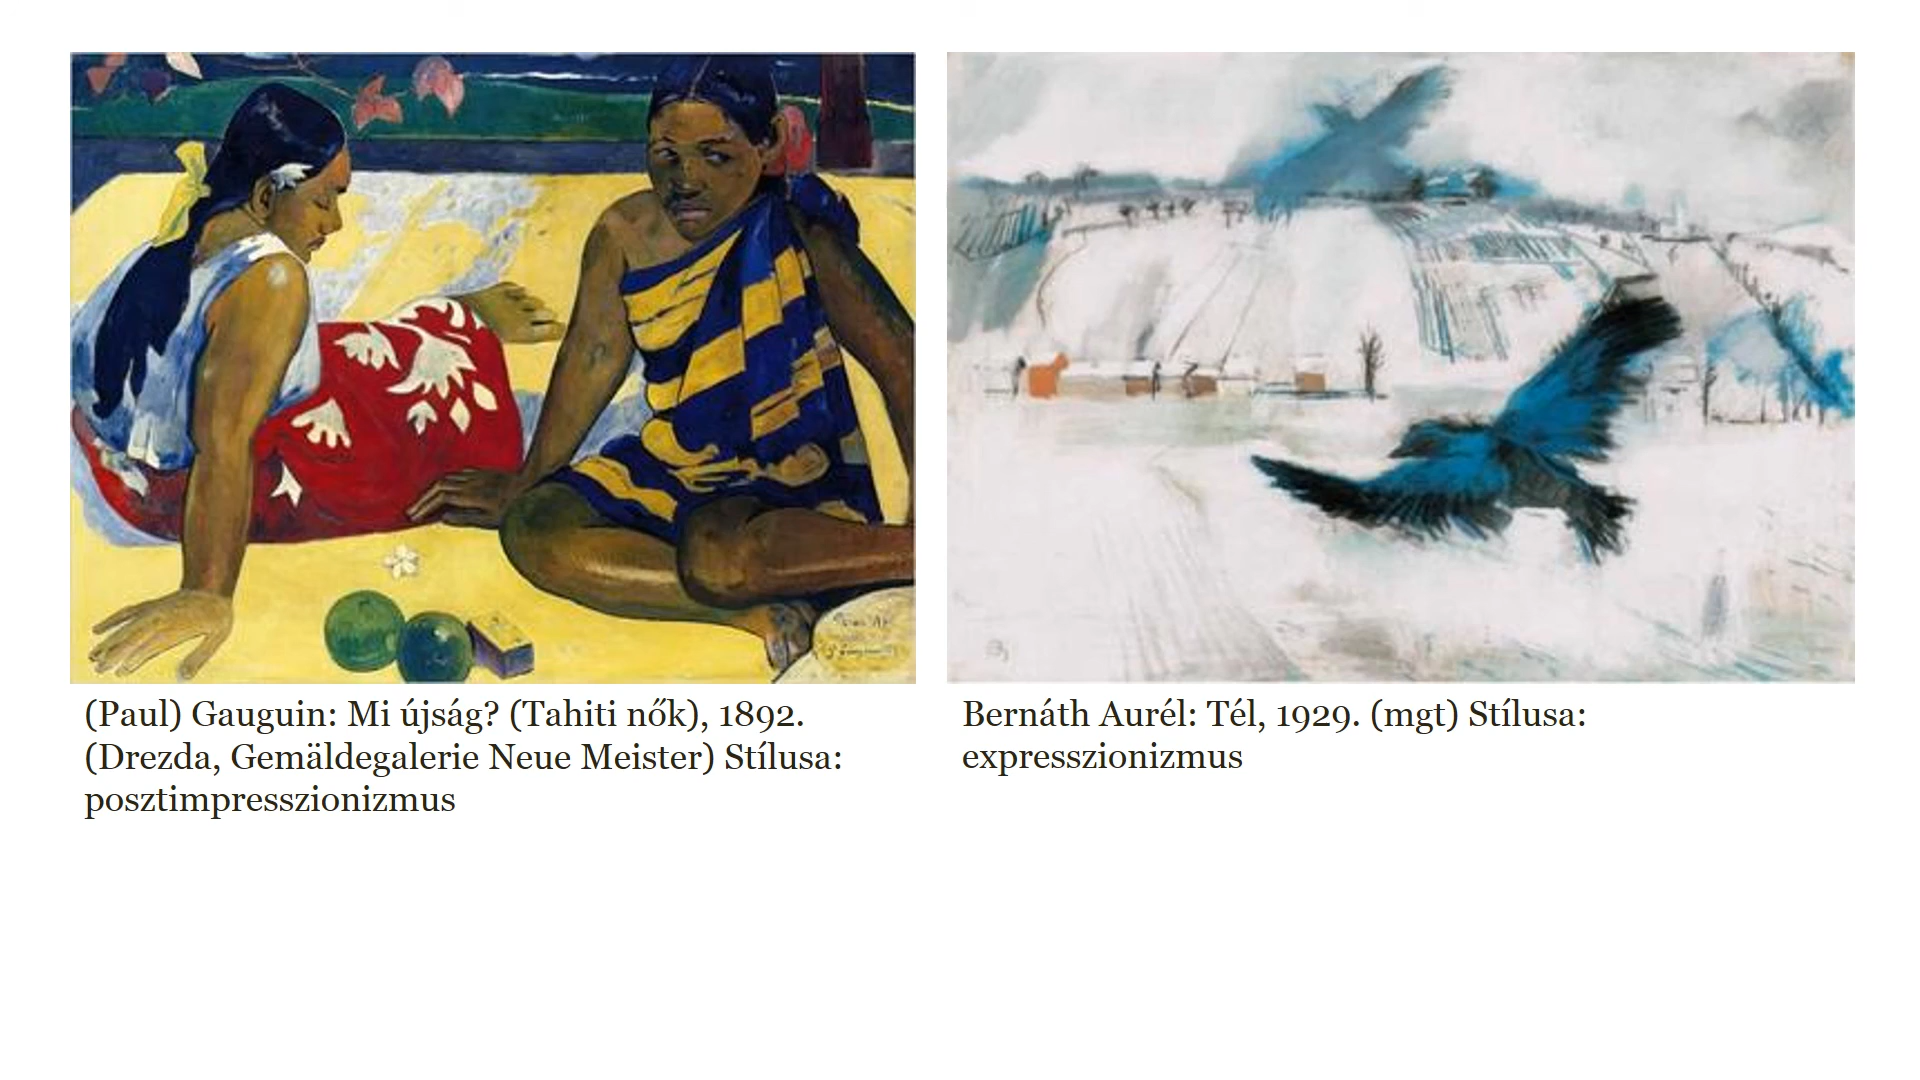 (Paul) Gauguin: Mi újság? (Tahiti nők), 1892.
(Drezda, Gemäldegalerie Neue Meister) Stílusa:
posztimpresszionizmus
Bernáth Aurél: Tél, 1929. (mgt) Stílusa:
expresszionizmus